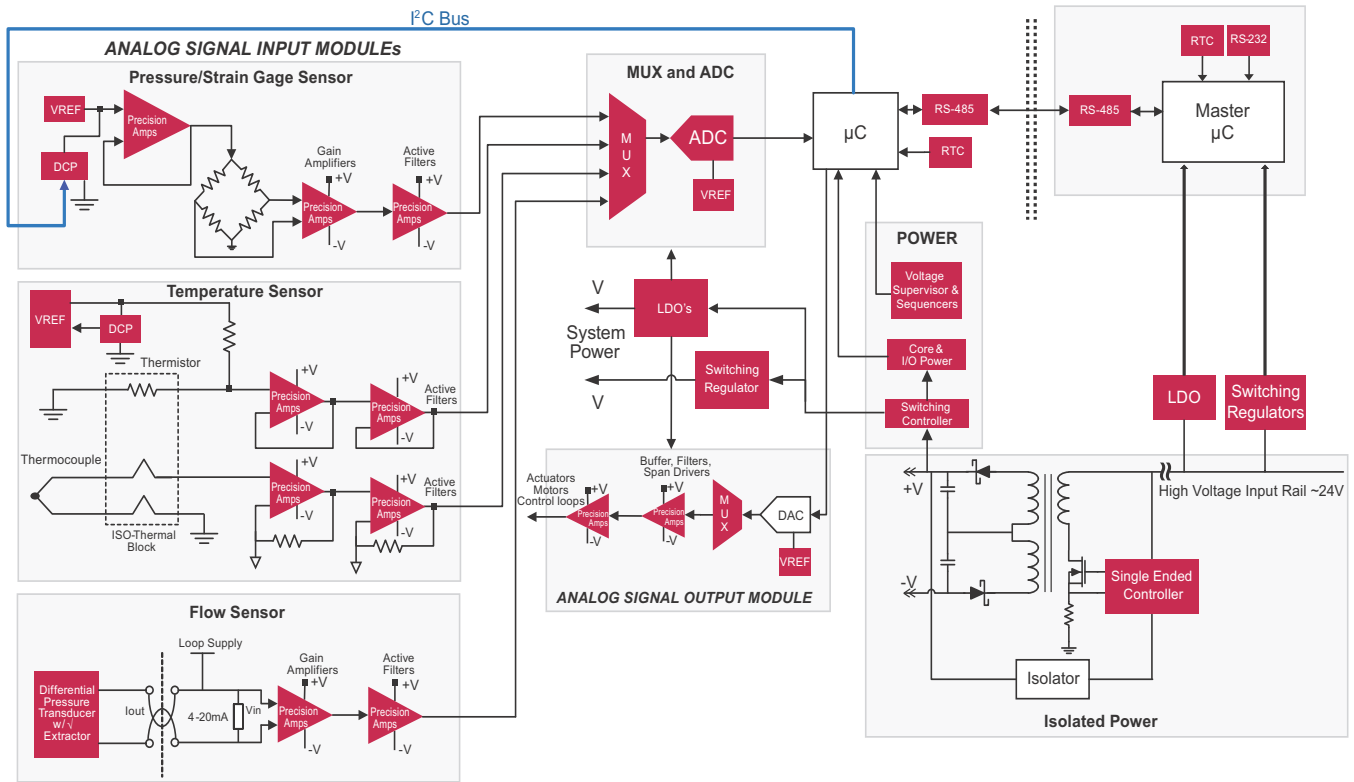 I²C Bus
ANALOG SIGNAL INPUT MODULEs
Pressure/Strain Gage Sensor
VREF
Precision
Amps
DCP
Gain
Amplifiers
+V
Precision
Amps
-V
Active
Filters
+V
Precision
Amps
-V
Temperature Sensor
VREF
DCP
Thermistor
+V
Precision
Amps
-V
+V
Precision
Amps
-V
Active
Filters
Thermocouple
ISO-Thermal
Block
+V
Precision
Amps
-V
+V
Precision
Amps
-V
Active
Filters
Flow Sensor
Loop Supply
Differential
Pressure
Transducer
w/ √
Extractor
Iout
4-20mA
Vin
Gain
Amplifiers
+V
Precision
Amps
-V
Active
Filters
+V
Precision
Amps
-V
MUX and ADC
M
U
X
ADC
VREF
µC
RS-485
RTC
RS-485
RTC
RS-232
Master
µC
V
LDO's
System
Power
Switching
Regulator
V
POWER
Voltage
Supervisor &
Sequencers
Core &
I/O Power
Switching
Controller
LDO
Switching
Regulators
Buffer, Filters,
Span Drivers
Actuators
Motors
Control loops
+V
Precision
Amps
-V
+V
Precision
Amps
-V
M
U
X
DAC
VREF
ANALOG SIGNAL OUTPUT MODULE
+V
-V
High Voltage Input Rail ~24V
Single Ended
Controller
Isolator
Isolated Power